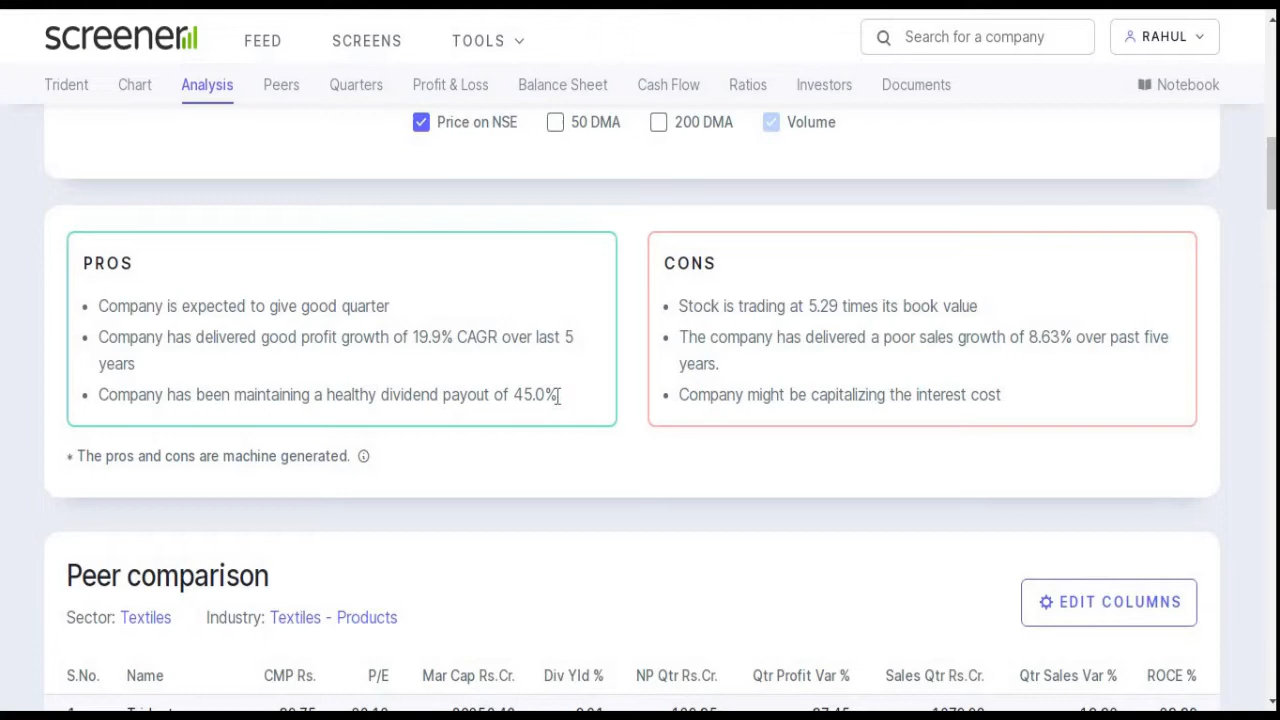 screener
FEED
SCREENS
TOOLS
Search for a company
RAHUL
Trident
Chart
Analysis
Peers
Quarters
Profit & Loss
Balance Sheet
Cash Flow
Ratios
Investors
Documents
Notebook
Price on NSE
50 DMA
200 DMA
Volume
PROS
• Company is expected to give good quarter
• Company has delivered good profit growth of 19.9% CAGR over last 5
years
• Company has been maintaining a healthy dividend payout of 45.0%
CONS
• Stock is trading at 5.29 times its book value
• The company has delivered a poor sales growth of 8.63% over past five
years.
• Company might be capitalizing the interest cost
* The pros and cons are machine generated.
Peer comparison
Sector: Textiles Industry: Textiles - Products
EDIT COLUMNS
S.No. Name CMP Rs. P/E Mar Cap Rs.Cr. Div Yld % NP Qtr Rs.Cr. Qtr Profit Var % Sales Qtr Rs.Cr. Qtr Sales Var % ROCE %